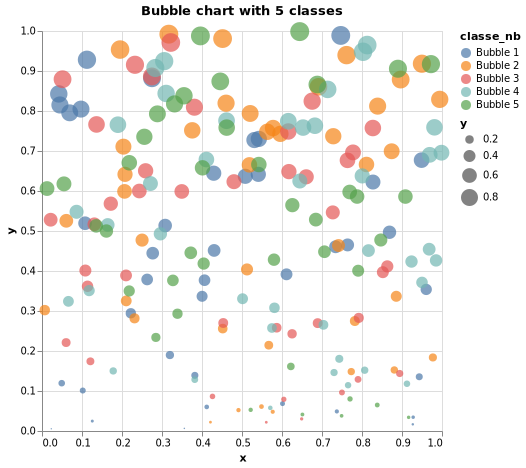 Bubble chart with 5 classes
classe_nb
Bubble 1
Bubble 2
Bubble 3
Bubble 4
Bubble 5
y
0.2
0.4
0.6
0.8
y
1.0
0.9
0.8
0.7
0.6
0.5
0.4
0.3
0.2
0.1
0.0
0.0 0.1 0.2 0.3 0.4 0.5 0.6 0.7 0.8 0.9 1.0
x